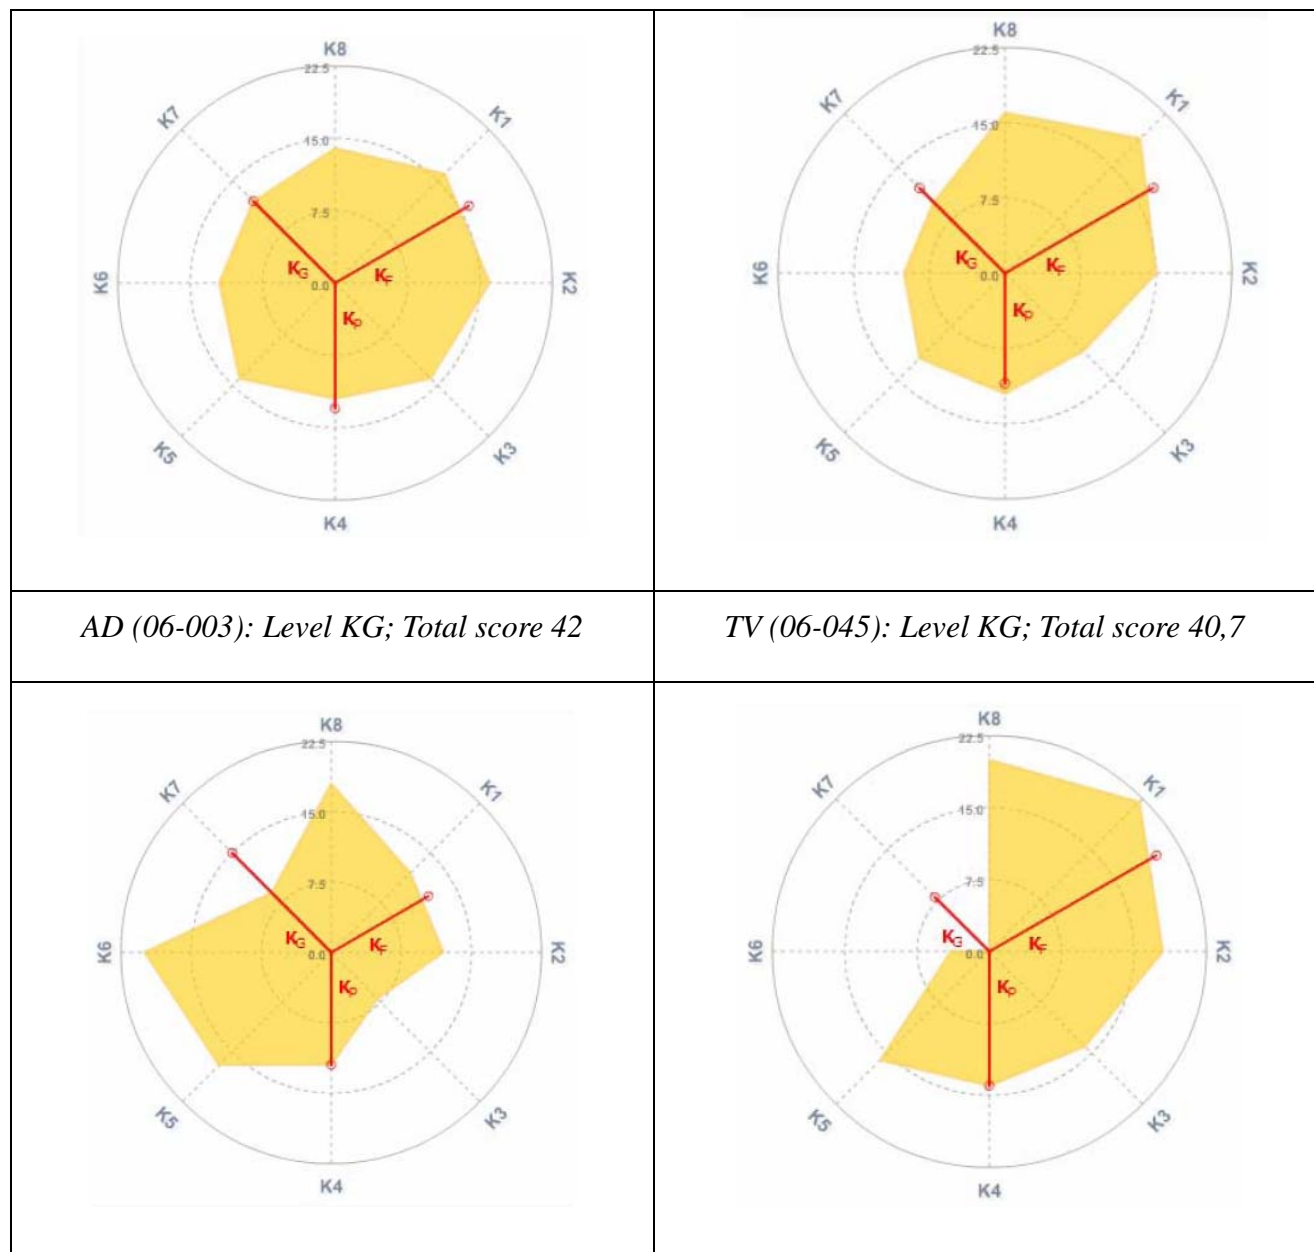 K8
22.5
K7
K1
15.0
7.5
KG
KF
K6
0.0
K2
KP
K5
K3
K4
K8
22.5
K7
K1
15.0
7.5
KG
KF
K6
0.0
K2
KP
K5
K3
K4
AD (06-003): Level KG; Total score 42
TV (06-045): Level KG; Total score 40,7
K8
22.5
K7
K1
15.0
7.5
KG
KF
K6
0.0
K2
KP
K5
K3
K4
K8
22.5
K7
K1
15.0
7.5
KG
KF
K6
0.0
K2
KP
K5
K3
K4